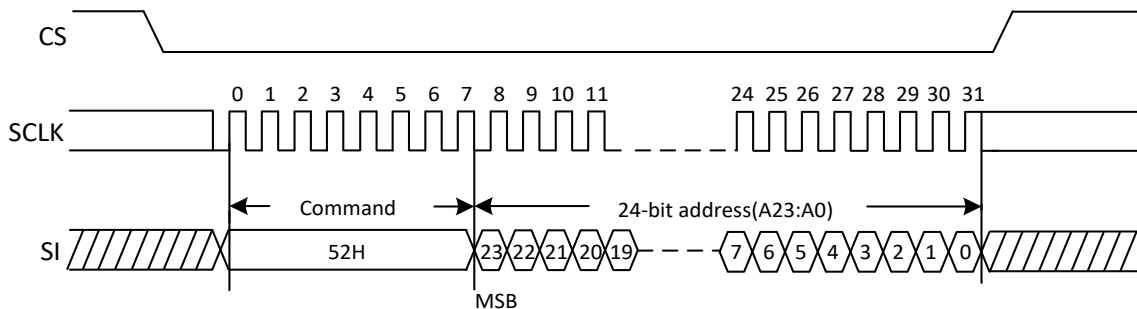 CS
0 1 2 3 4 5 6 7 8 9 10 11 24 25 26 27 28 29 30 31
SCLK
Command 24-bit address(A23:A0)
SI 52H 23 22 21 20 19 7 6 5 4 3 2 1 0
MSB